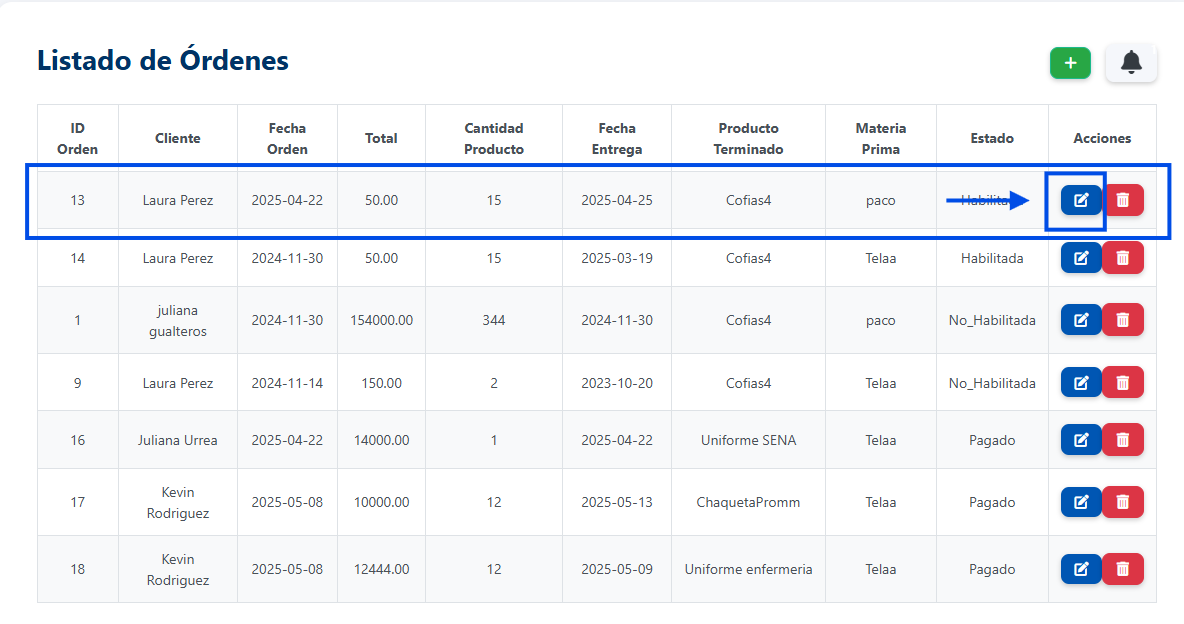 Listado de Órdenes
+
ID Orden Cliente Fecha Orden Total Cantidad Producto Fecha Entrega Producto Terminado Materia Prima Estado Acciones
13 Laura Perez 2025-04-22 50.00 15 2025-04-25 Cofias4 paco
14 Laura Perez 2024-11-30 50.00 15 2025-03-19 Cofias4 Telaa Habilitada
1 juliana gualteros 2024-11-30 154000.00 344 2024-11-30 Cofias4 paco No_Habilitada
9 Laura Perez 2024-11-14 150.00 2 2023-10-20 Cofias4 Telaa No_Habilitada
16 Juliana Urrea 2025-04-22 14000.00 1 2025-04-22 Uniforme SENA Telaa Pagado
17 Kevin Rodriguez 2025-05-08 10000.00 12 2025-05-13 ChaquetaPromm Telaa Pagado
18 Kevin Rodriguez 2025-05-08 12444.00 12 2025-05-09 Uniforme enfermeria Telaa Pagado